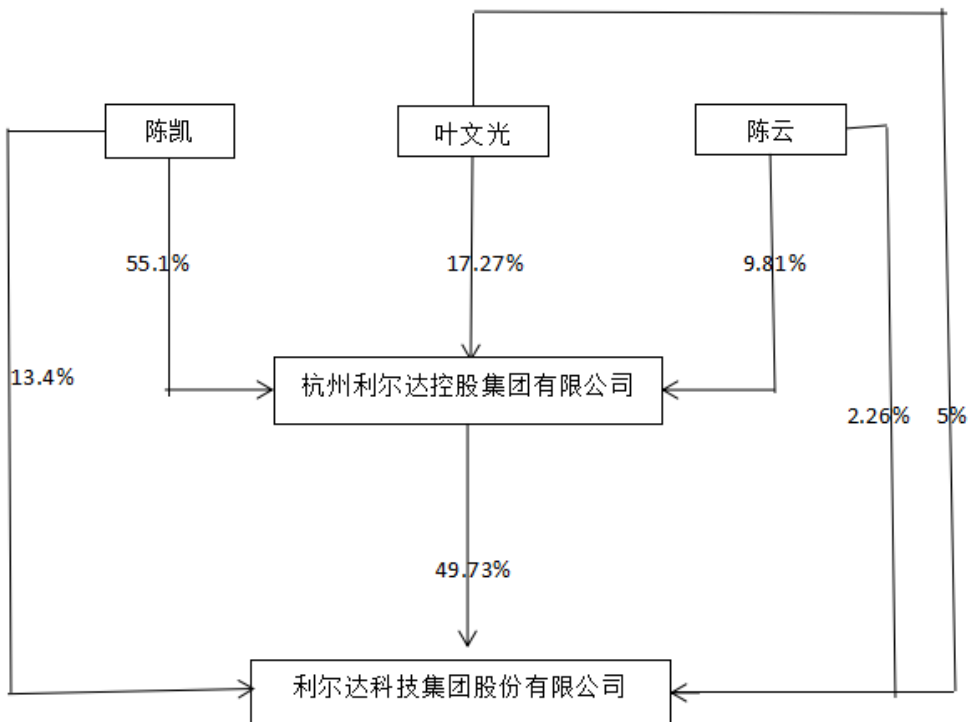 陈凯
叶文光
陈云
55.1%
17.27%
9.81%
13.4%
杭州利尔达控股集团有限公司
2.26%
5%
49.73%
利尔达科技集团股份有限公司